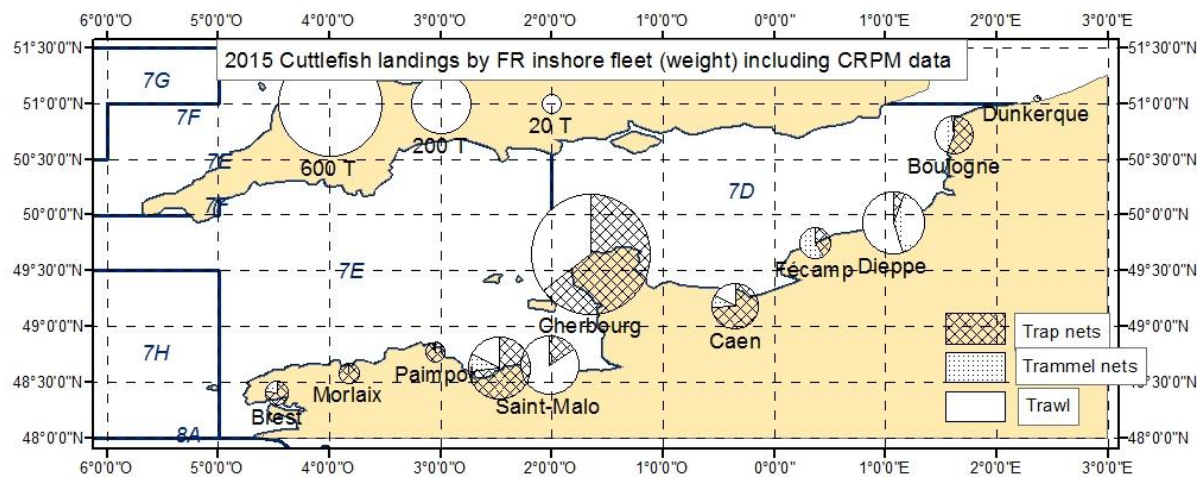 6°0'0"O 5°0'0"O 4°0'0"O 3°0'0"O 2°0'0"O 1°0'0"O 0°0'0" 1°0'0"E 2°0'0"E 3°0'0"E
51°30'0"N 51°30'0"N
2015 Cuttlefish landings by FR inshore fleet (weight) including CRPM data
7G
51°0'0"N 51°0'0"N
7F
20 T
Dunkerque
200 T
600 T
Boulogne
50°30'0"N 7E 50°30'0"N
7D
7F
50°0'0"N 50°0'0"N
49°30'0"N 7E Fécamp Dieppe 49°30'0"N
49°0'0"N Cherbourg Caen Trap nets 49°0'0"N
7H
Paimpol
Trammel nets
48°30'0"N Morlaix 48°30'0"N
Saint-Malo
Brest
Trawl
48°0'0"N 8A 48°0'0"N
6°0'0"O 5°0'0"O 4°0'0"O 3°0'0"O 2°0'0"O 1°0'0"O 0°0'0" 1°0'0"E 2°0'0"E 3°0'0"E